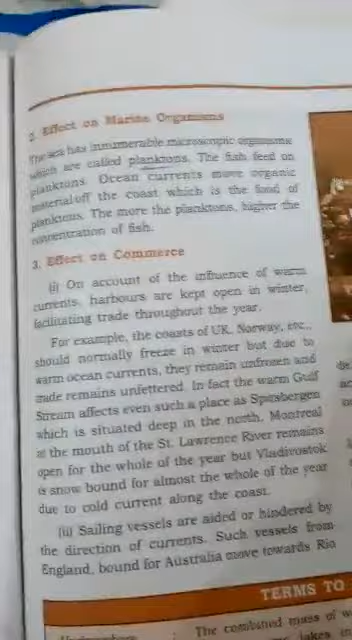 2. Effect on Marine Organisms
The sea has innumerable microscopic organisms
which are called planktons. The fish feed on
planktons. Ocean currents move organic
material off the coast which is the food of
planktons. The more the planktons, higher the
concentration of fish.
3. Effect on Commerce
(i) On account of the influence of warm
currents, harbours are kept open in winter,
facilitating trade throughout the year.
For example, the coasts of UK, Norway, etc.,
should normally freeze in winter but due to
warm ocean currents, they remain unfrozen and
trade remains unfettered. In fact the warm Gulf
Stream affects even such a place as Spitsbergen
which is situated deep in the north. Montreal
at the mouth of the St. Lawrence River remains
open for the whole of the year but Vladivostok
is snow bound for almost the whole of the year
due to cold current along the coast.
(ii) Sailing vessels are aided or hindered by
the direction of currents. Such vessels from
England, bound for Australia move towards Rio
TERMS TO
The combined mass of w
lakes